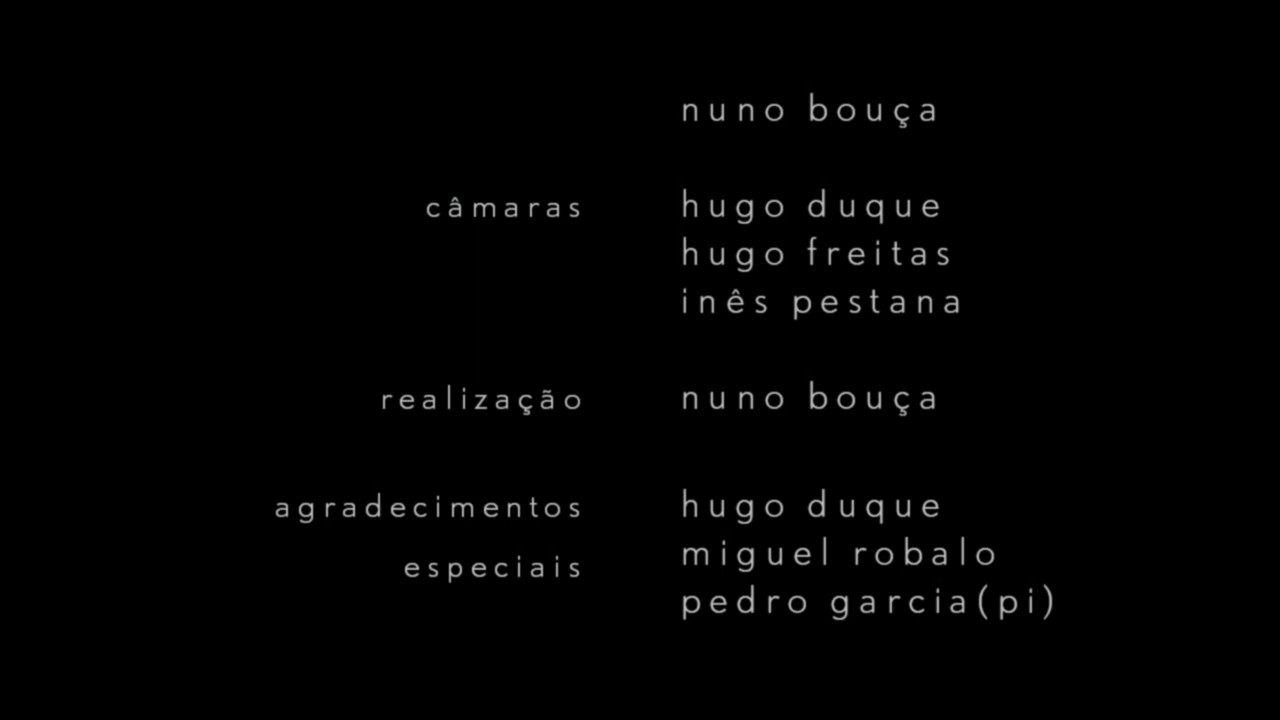 nuno bouça
câmaras hugo duque
hugo freitas
inês pestana
realização nuno bouça
agradecimentos hugo duque
especiais miguel robalo
pedro garcia(pi)